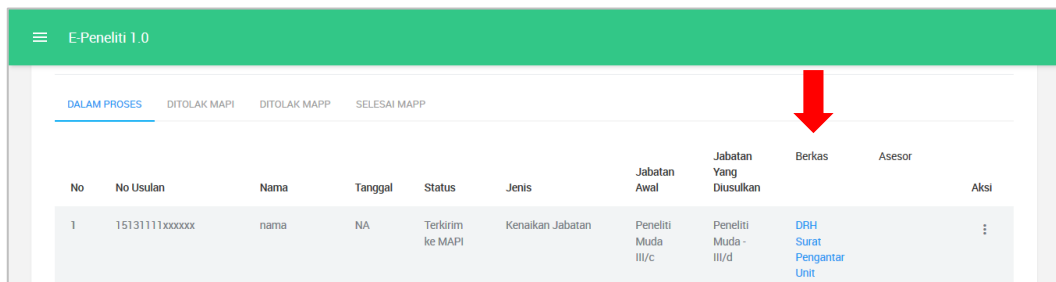 E-Peneliti 1.0
DALAM PROSES DITOLAK MAPI DITOLAK MAPP SELESAI MAPP
No No Usulan Nama Tanggal Status Jenis Jabatan Awal Jabatan Yang Diusulkan Berkas Asesor Aksi
1 15131111xxxxxx nama NA Terkirim ke MAPI Kenaikan Jabatan Peneliti Muda III/c Peneliti Muda - III/d DRH Surat Pengantar Unit